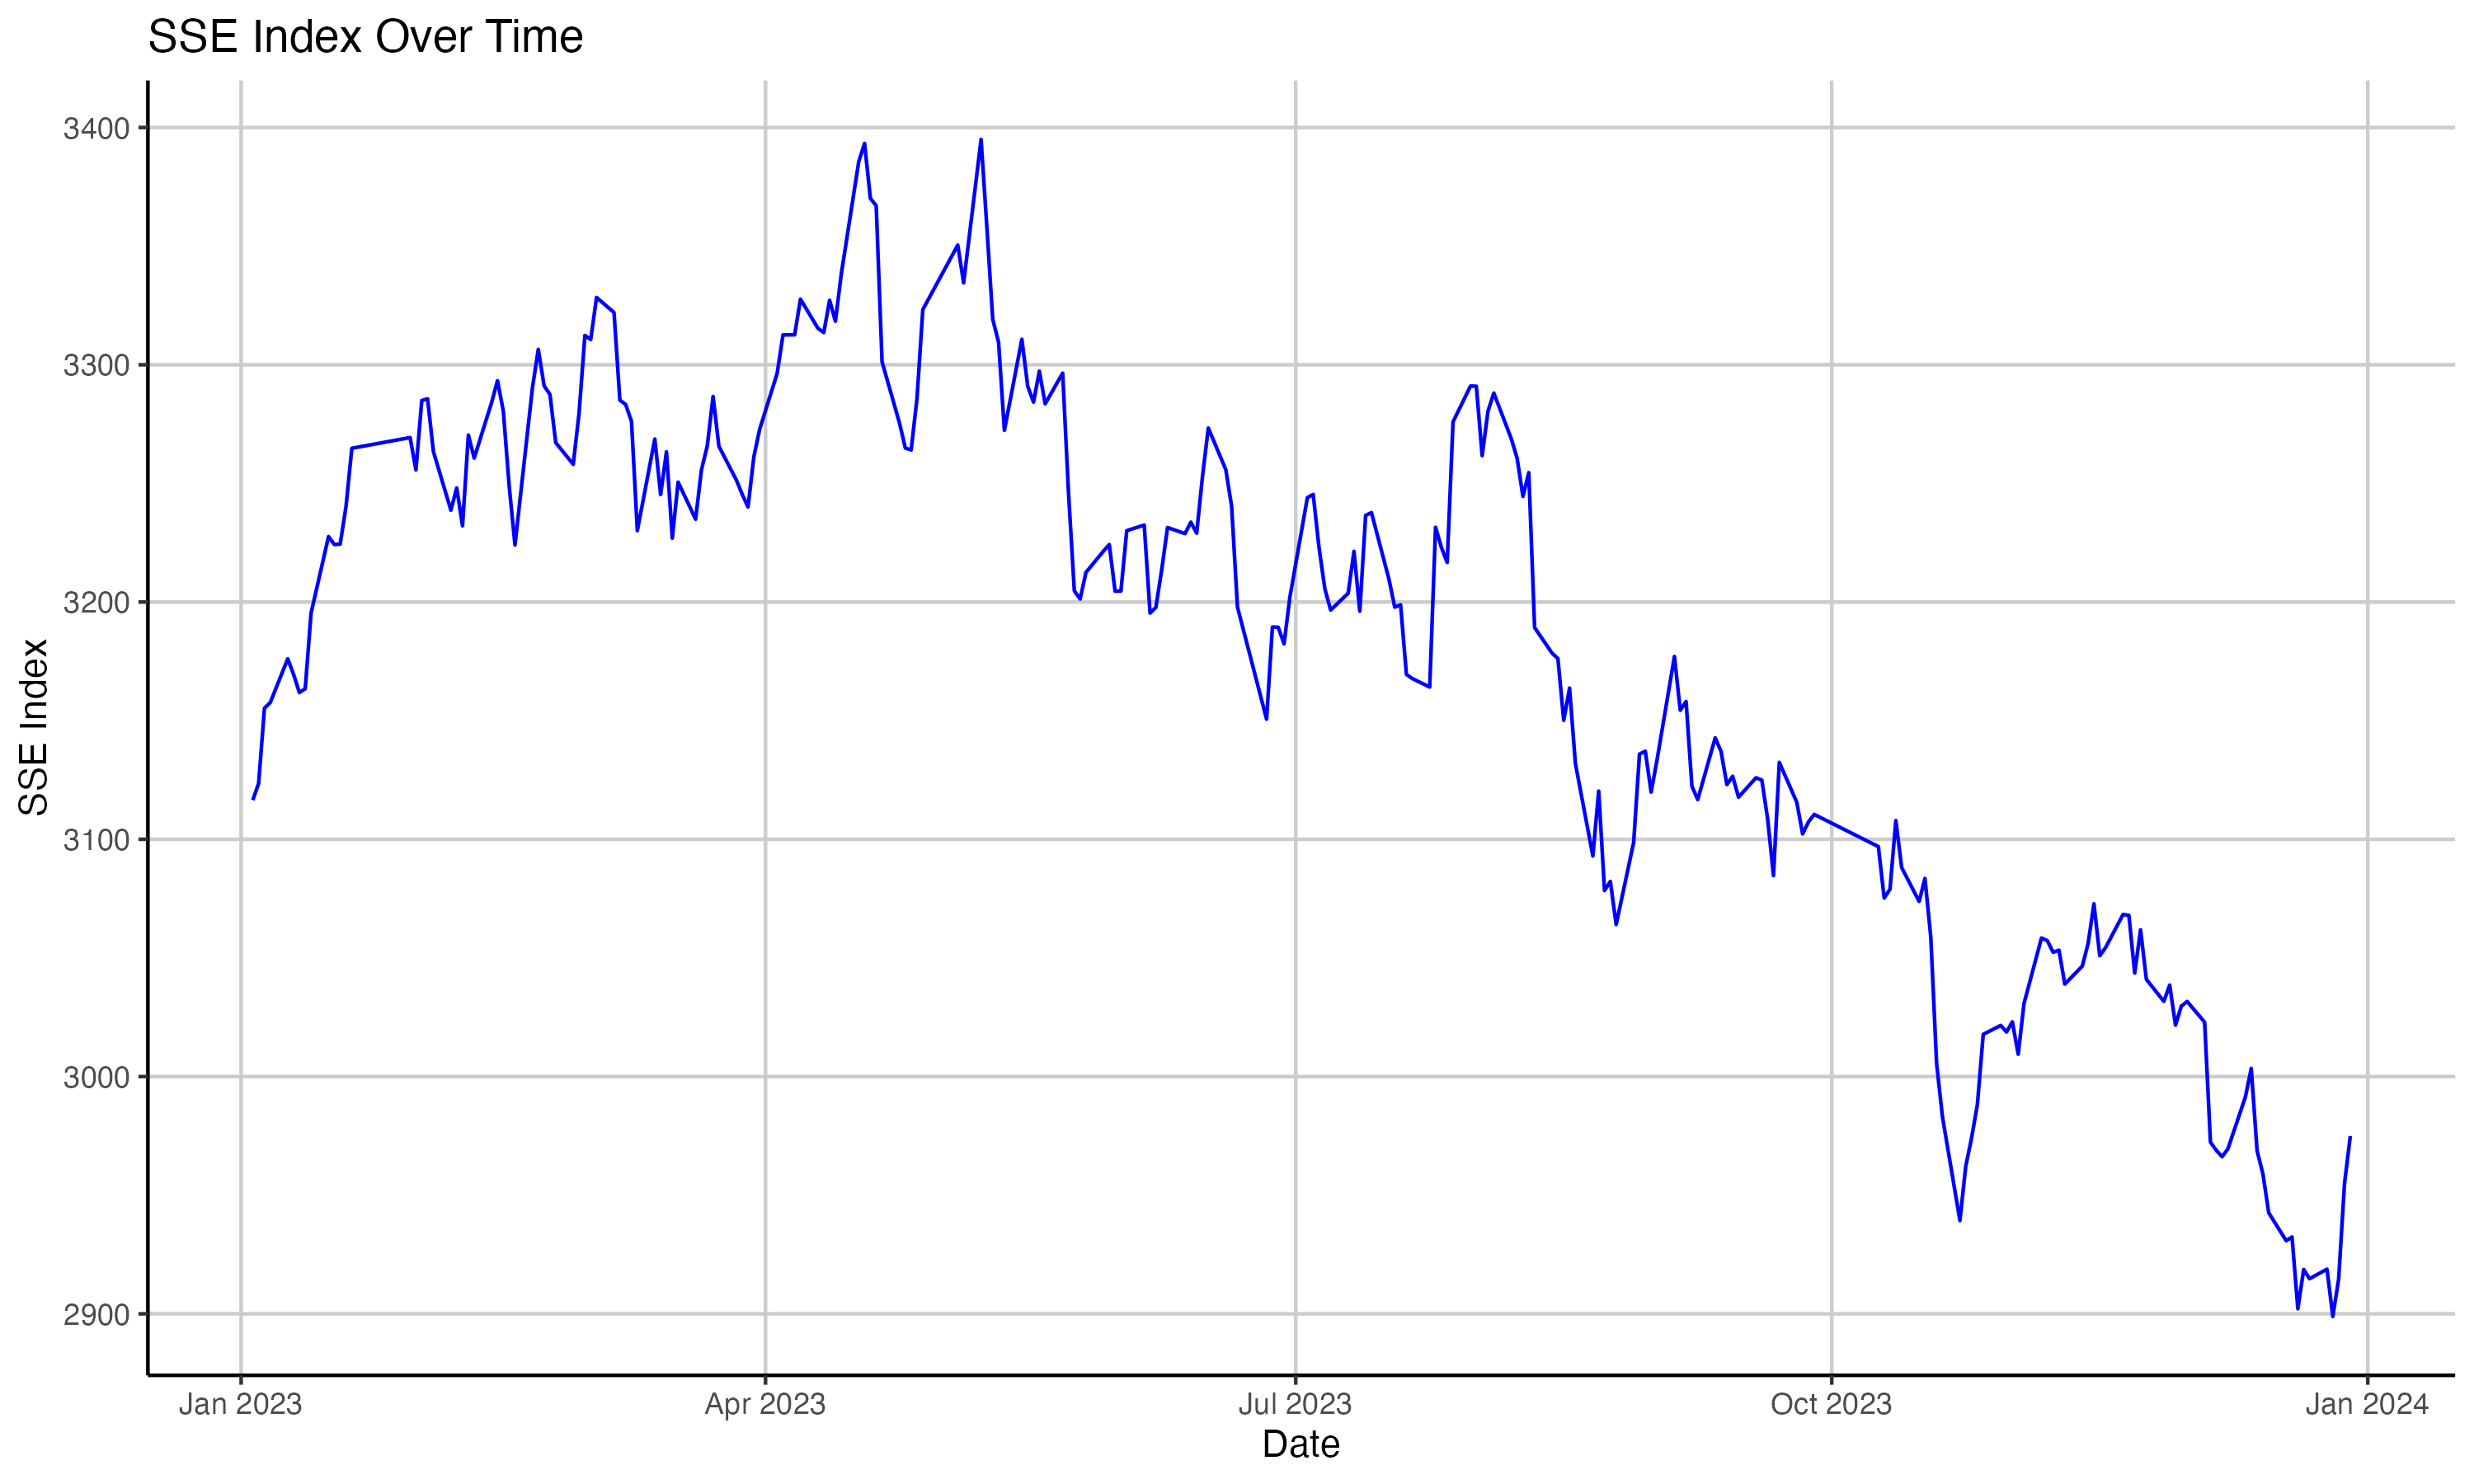 SSE Index Over Time
SSE Index
3400
3300
3200
3100
3000
2900
Jan 2023
Apr 2023
Jul 2023
Oct 2023
Jan 2024
Date